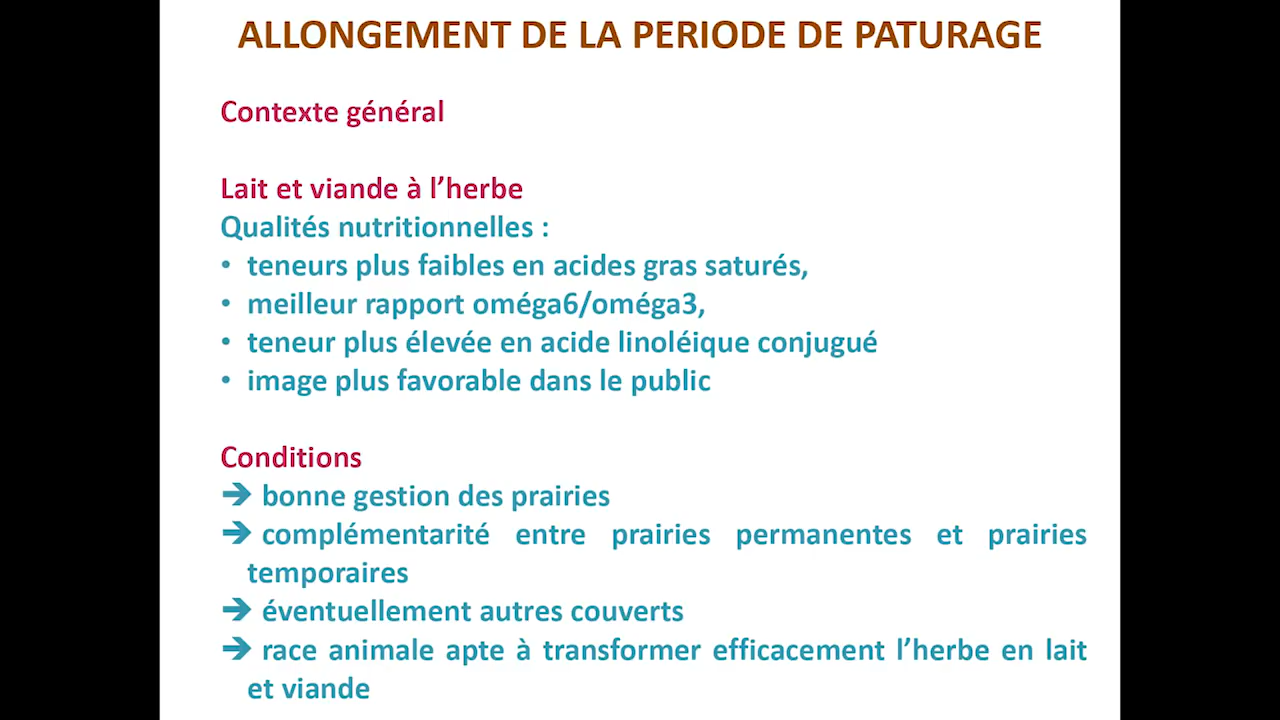 ALLONGEMENT DE LA PERIODE DE PATURAGE
Contexte général
Lait et viande à l’herbe
Qualités nutritionnelles :
• teneurs plus faibles en acides gras saturés,
• meilleur rapport oméga6/oméga3,
• teneur plus élevée en acide linoléique conjugué
• image plus favorable dans le public
Conditions
➔ bonne gestion des prairies
➔ complémentarité entre prairies permanentes et prairies
temporaires
➔ éventuellement autres couverts
➔ race animale apte à transformer efficacement l’herbe en lait
et viande